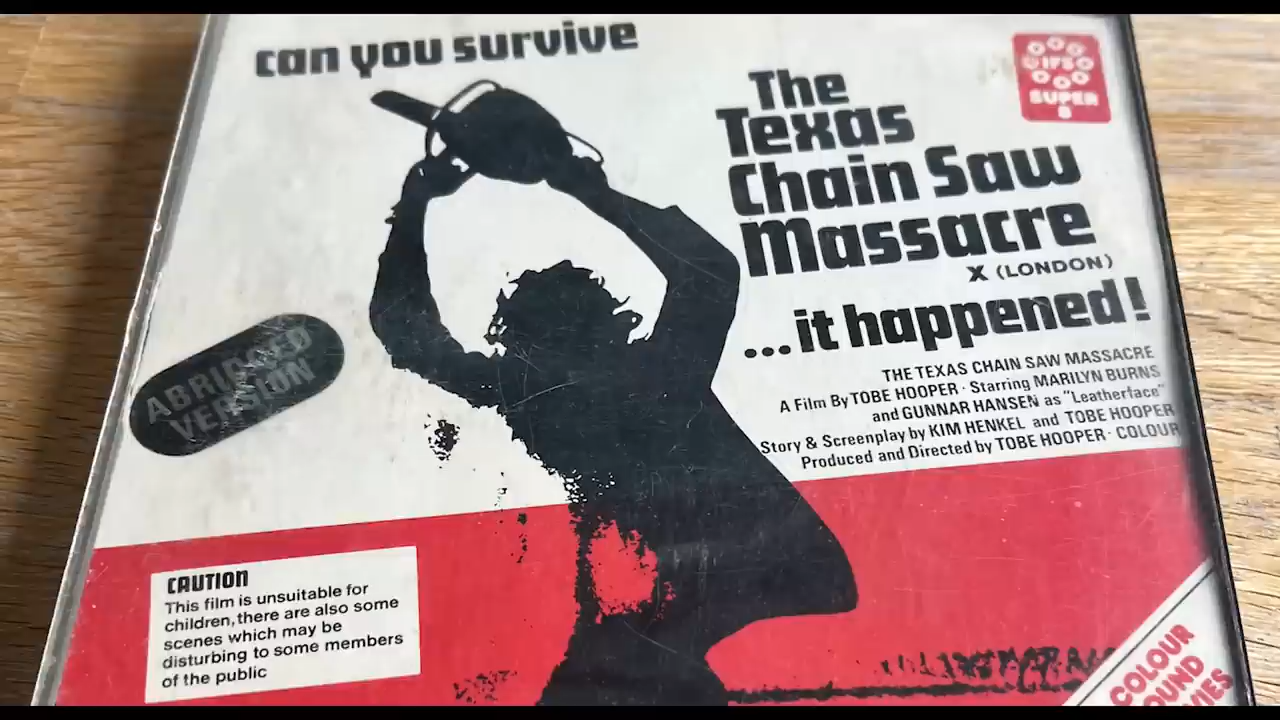 can you survive
IFS
SUPER
8
The
Texas
Chain Saw
Massacre
X (LONDON)
...it happened!
THE TEXAS CHAIN SAW MASSACRE
A Film By TOBE HOOPER · Starring MARILYN BURNS
and GUNNAR HANSEN as "Leatherface"
Story & Screenplay by KIM HENKEL and TOBE HOOPER
Produced and Directed by TOBE HOOPER · COLOUR
ABRIDGED
VERSION
CAUTION
This film is unsuitable for
children, there are also some
scenes which may be
disturbing to some members
of the public
COLOUR